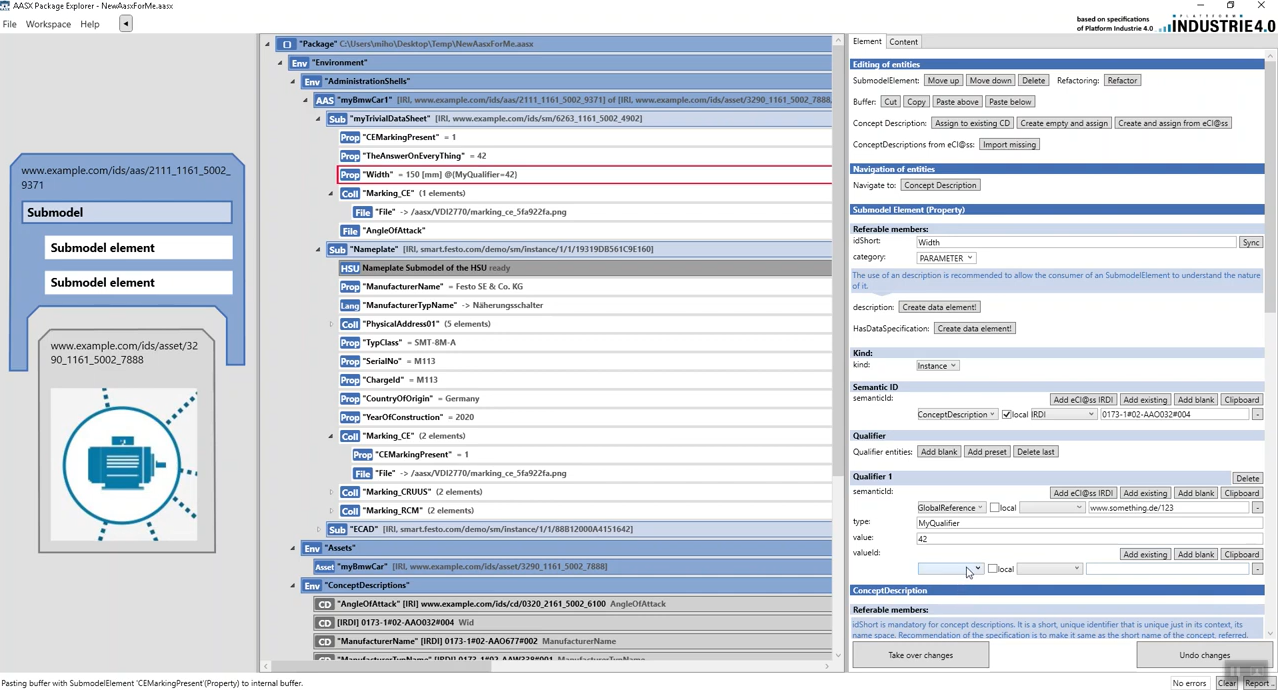 AASX Package Explorer - NewAasxForMe.aasx
File Workspace Help
based on specifications
of Platform Industrie 4.0
PLATTFORM
INDUSTRIE4.0
www.example.com/ids/aas/2111_1161_5002_
9371
Submodel
Submodel element
Submodel element
www.example.com/ids/asset/32
90_1161_5002_7888
"Package" C:\Users\miho\Desktop\Temp\NewAasxForMe.aasx
Env "Environment"
Env "AdministrationShells"
AAS "myBmwCar1" [IRI, www.example.com/ids/aas/2111_1161_5002_9371] of [IRI, www.example.com/ids/asset/3290_1161_5002_7888,
Sub "myTrivialDataSheet" [IRI, www.example.com/ids/sm/6263_1161_5002_4902]
Prop "CEMarkingPresent" = 1
Prop "TheAnswerOnEveryThing" = 42
Prop "Width" = 150 [mm] @{MyQualifier=42}
Coll "Marking_CE" (1 elements)
File "File" -> /aasx/VDI2770/marking_ce_5fa922fa.png
File "AngleOfAttack"
Sub "Nameplate" [IRI, smart.festo.com/demo/sm/instance/1/1/19319DB561C9E160]
HSU Nameplate Submodel of the HSU ready
Prop "ManufacturerName" = Festo SE & Co. KG
Lang "ManufacturerTypName" -> Näherungsschalter
Coll "PhysicalAddress01" (5 elements)
Prop "TypClass" = SMT-8M-A
Prop "SerialNo" = M113
Prop "ChargeId" = M113
Prop "CountryOfOrigin" = Germany
Prop "YearOfConstruction" = 2020
Coll "Marking_CE" (2 elements)
Prop "CEMarkingPresent" = 1
File "File" -> /aasx/VDI2770/marking_ce_5fa922fa.png
Coll "Marking_CRUUS" (2 elements)
Coll "Marking_RCM" (2 elements)
Sub "ECAD" [IRI, smart.festo.com/demo/sm/instance/1/1/88B12000A4151642]
Env "Assets"
Asset "myBmwCar" [IRI, www.example.com/ids/asset/3290_1161_5002_7888]
Env "ConceptDescriptions"
CD "AngleOfAttack" [IRI] www.example.com/ids/cd/0320_2161_5002_6100 AngleOfAttack
CD [IRDI] 0173-1#02-AAO032#004 Wid
CD "ManufacturerName" [IRDI] 0173-1#02-AAO677#002 ManufacturerName
Element Content
Editing of entities
SubmodelElement: Move up Move down Delete Refactoring: Refactor
Buffer: Cut Copy Paste above Paste below
Concept Description: Assign to existing CD Create empty and assign Create and assign from eCl@ss
ConceptDescriptions from eCl@ss: Import missing
Navigation of entities
Navigate to: Concept Description
Submodel Element (Property)
Referable members:
idShort: Width Sync
category: PARAMETER
The use of an description is recommended to allow the consumer of an SubmodelElement to understand the nature
of it.
description: Create data element!
HasDataSpecification: Create data element!
Kind:
kind: Instance
Semantic ID
semanticId: Add eCl@ss IRDI Add existing Add blank Clipboard
ConceptDescription local IRDI 0173-1#02-AAO032#004 -
Qualifier
Qualifier entities: Add blank Add preset Delete last
Qualifier 1 Delete
semanticId: Add eCl@ss IRDI Add existing Add blank Clipboard
GlobalReference local www.something.de/123 -
type: MyQualifier
value: 42
valueId: Add existing Add blank Clipboard
local -
ConceptDescription
Referable members:
idShort is mandatory for concept descriptions. It is a short, unique identifier that is unique just in its context, its
name space. Recommendation of the specification is to make it same as the short name of the concept, referred.
Take over changes Undo changes
Pasting buffer with SubmodelElement 'CEMarkingPresent'(Property) to internal buffer.
No errors Clear Report ..